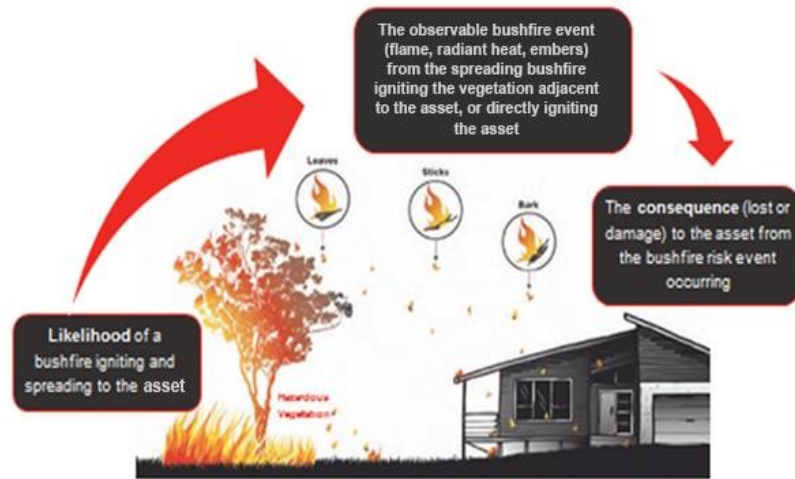 The observable bushfire event
(flame, radiant heat, embers)
from the spreading bushfire
igniting the vegetation adjacent
to the asset, or directly igniting
the asset
Leaves
Sticks
Bark
The consequence (lost or
damage) to the asset from
the bushfire risk event
occurring
Likelihood of a
bushfire igniting and
spreading to the asset
Hazardous
Vegetation